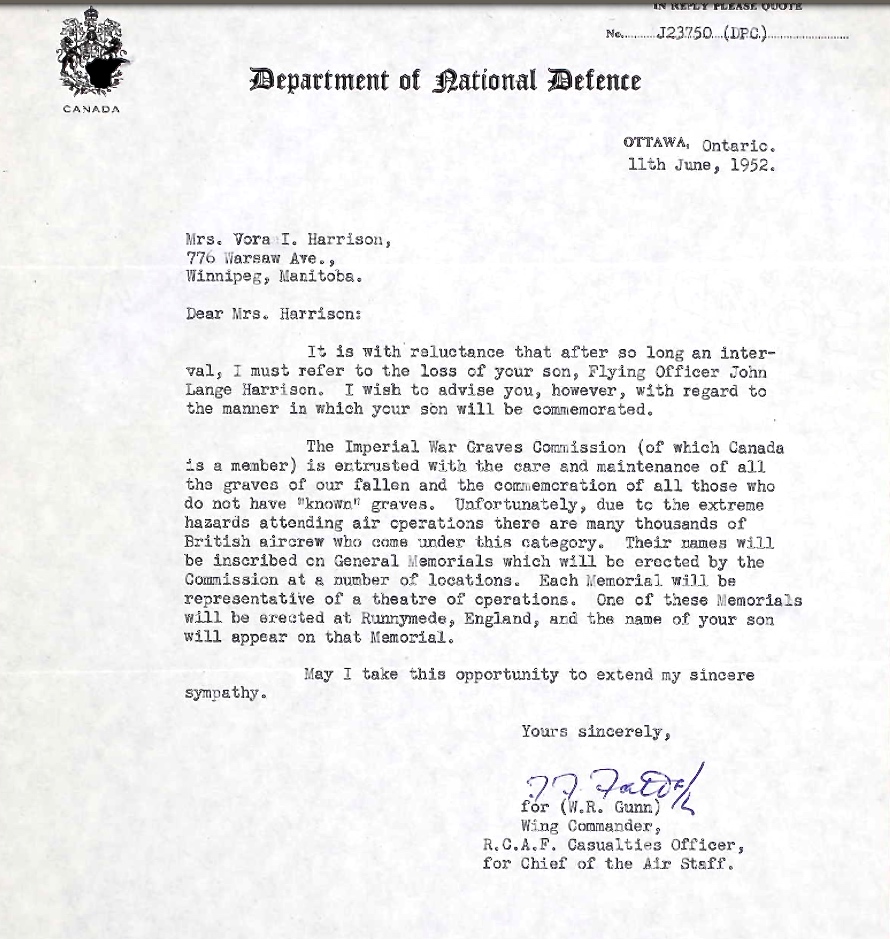 IN REPLY PLEASE QUOTE
No. J23750 (DPC)
CANADA
Department of National Defence
OTTAWA, Ontario.
11th June, 1952.
Mrs. Vora I. Harrison,
776 Warsaw Ave.,
Winnipeg, Manitoba.
Dear Mrs. Harrison:
It is with reluctance that after so long an inter-
val, I must refer to the loss of your son, Flying Officer John
Lange Harrison. I wish to advise you, however, with regard to
the manner in which your son will be commemorated.
The Imperial War Graves Commission (of which Canada
is a member) is entrusted with the care and maintenance of all
the graves of our fallen and the commemoration of all those who
do not have "known" graves. Unfortunately, due to the extreme
hazards attending air operations there are many thousands of
British aircrew who come under this category. Their names will
be inscribed on General Memorials which will be erected by the
Commission at a number of locations. Each Memorial will be
representative of a theatre of operations. One of these Memorials
will be erected at Runnymede, England, and the name of your son
will appear on that Memorial.
May I take this opportunity to extend my sincere
sympathy.
Yours sincerely,
for (W.R. Gunn)
Wing Commander,
R.C.A.F. Casualties Officer,
for Chief of the Air Staff.